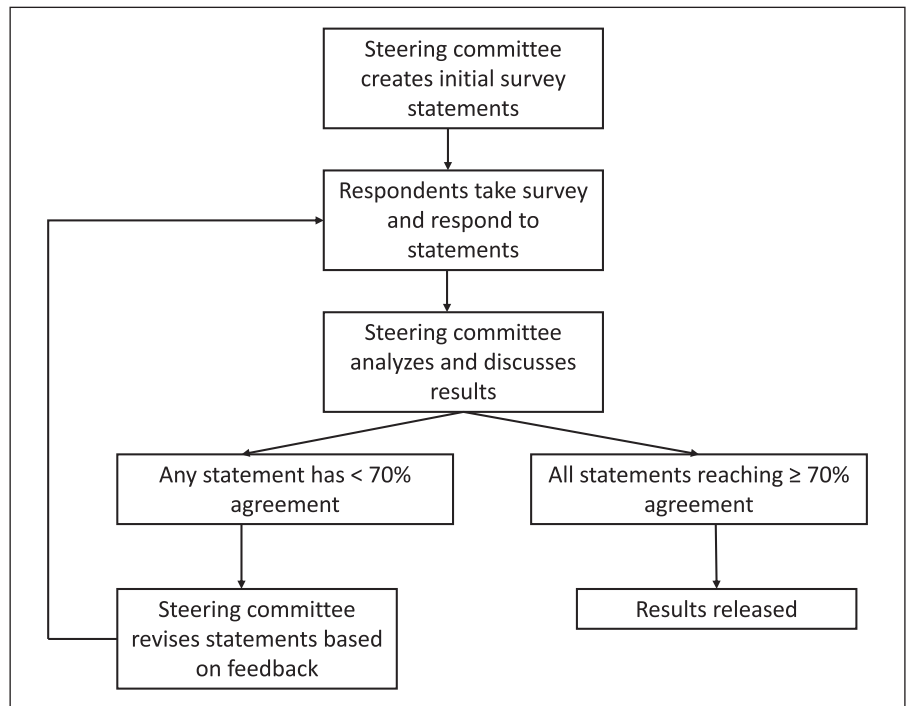 Steering committee
creates initial survey
statements
Respondents take survey
and respond to
statements
Steering committee
analyzes and discusses
results
Any statement has < 70%
agreement
All statements reaching ≥ 70%
agreement
Steering committee
revises statements based
on feedback
Results released